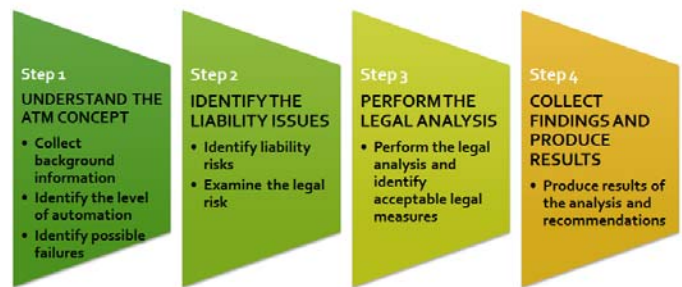 Step 1
UNDERSTAND THE
ATM CONCEPT
• Collect
background
information
• Identify the level
of automation
• Identify possible
failures
Step 2
IDENTIFY THE
LIABILITY ISSUES
• Identify liability
risks
• Examine the legal
risk
Step 3
PERFORM THE
LEGAL ANALYSIS
• Perform the legal
analysis and
identify
acceptable legal
measures
Step 4
COLLECT
FINDINGS AND
PRODUCE
RESULTS
• Produce results of
the analysis and
recommendations